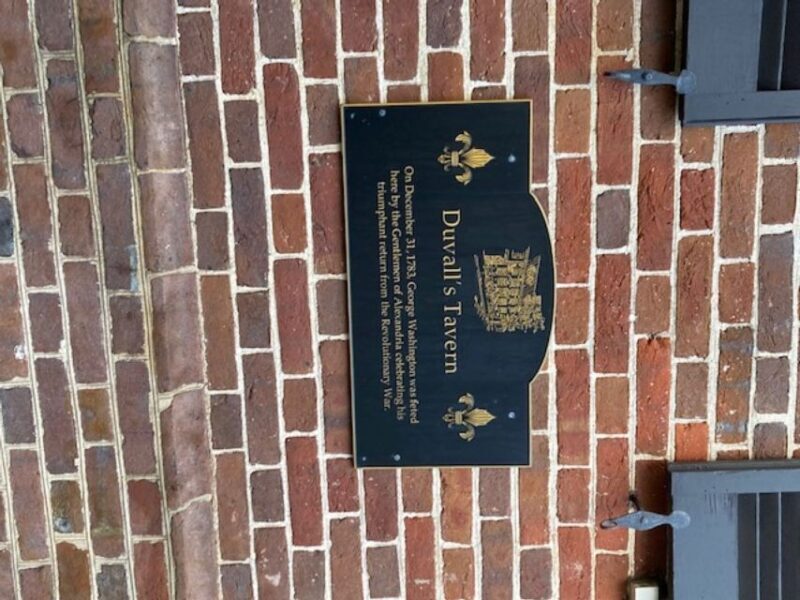 Duvall's Tavern
On December 31, 1783, George Washington was feted
here by the Gentlemen of Alexandria celebrating his
triumphant return from the Revolutionary War.